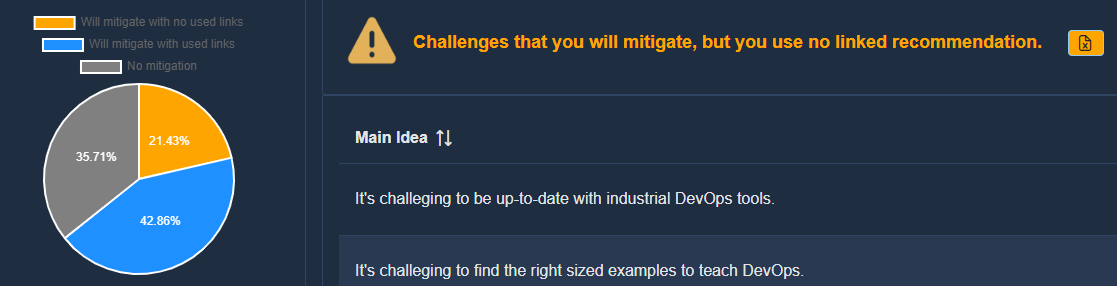 Will mitigate with no used links
Will mitigate with used links
No mitigation
21.43%
35.71%
42.86%
Challenges that you will mitigate, but you use no linked recommendation.
Main Idea
It's challeging to be up-to-date with industrial DevOps tools.
It's challeging to find the right sized examples to teach DevOps.